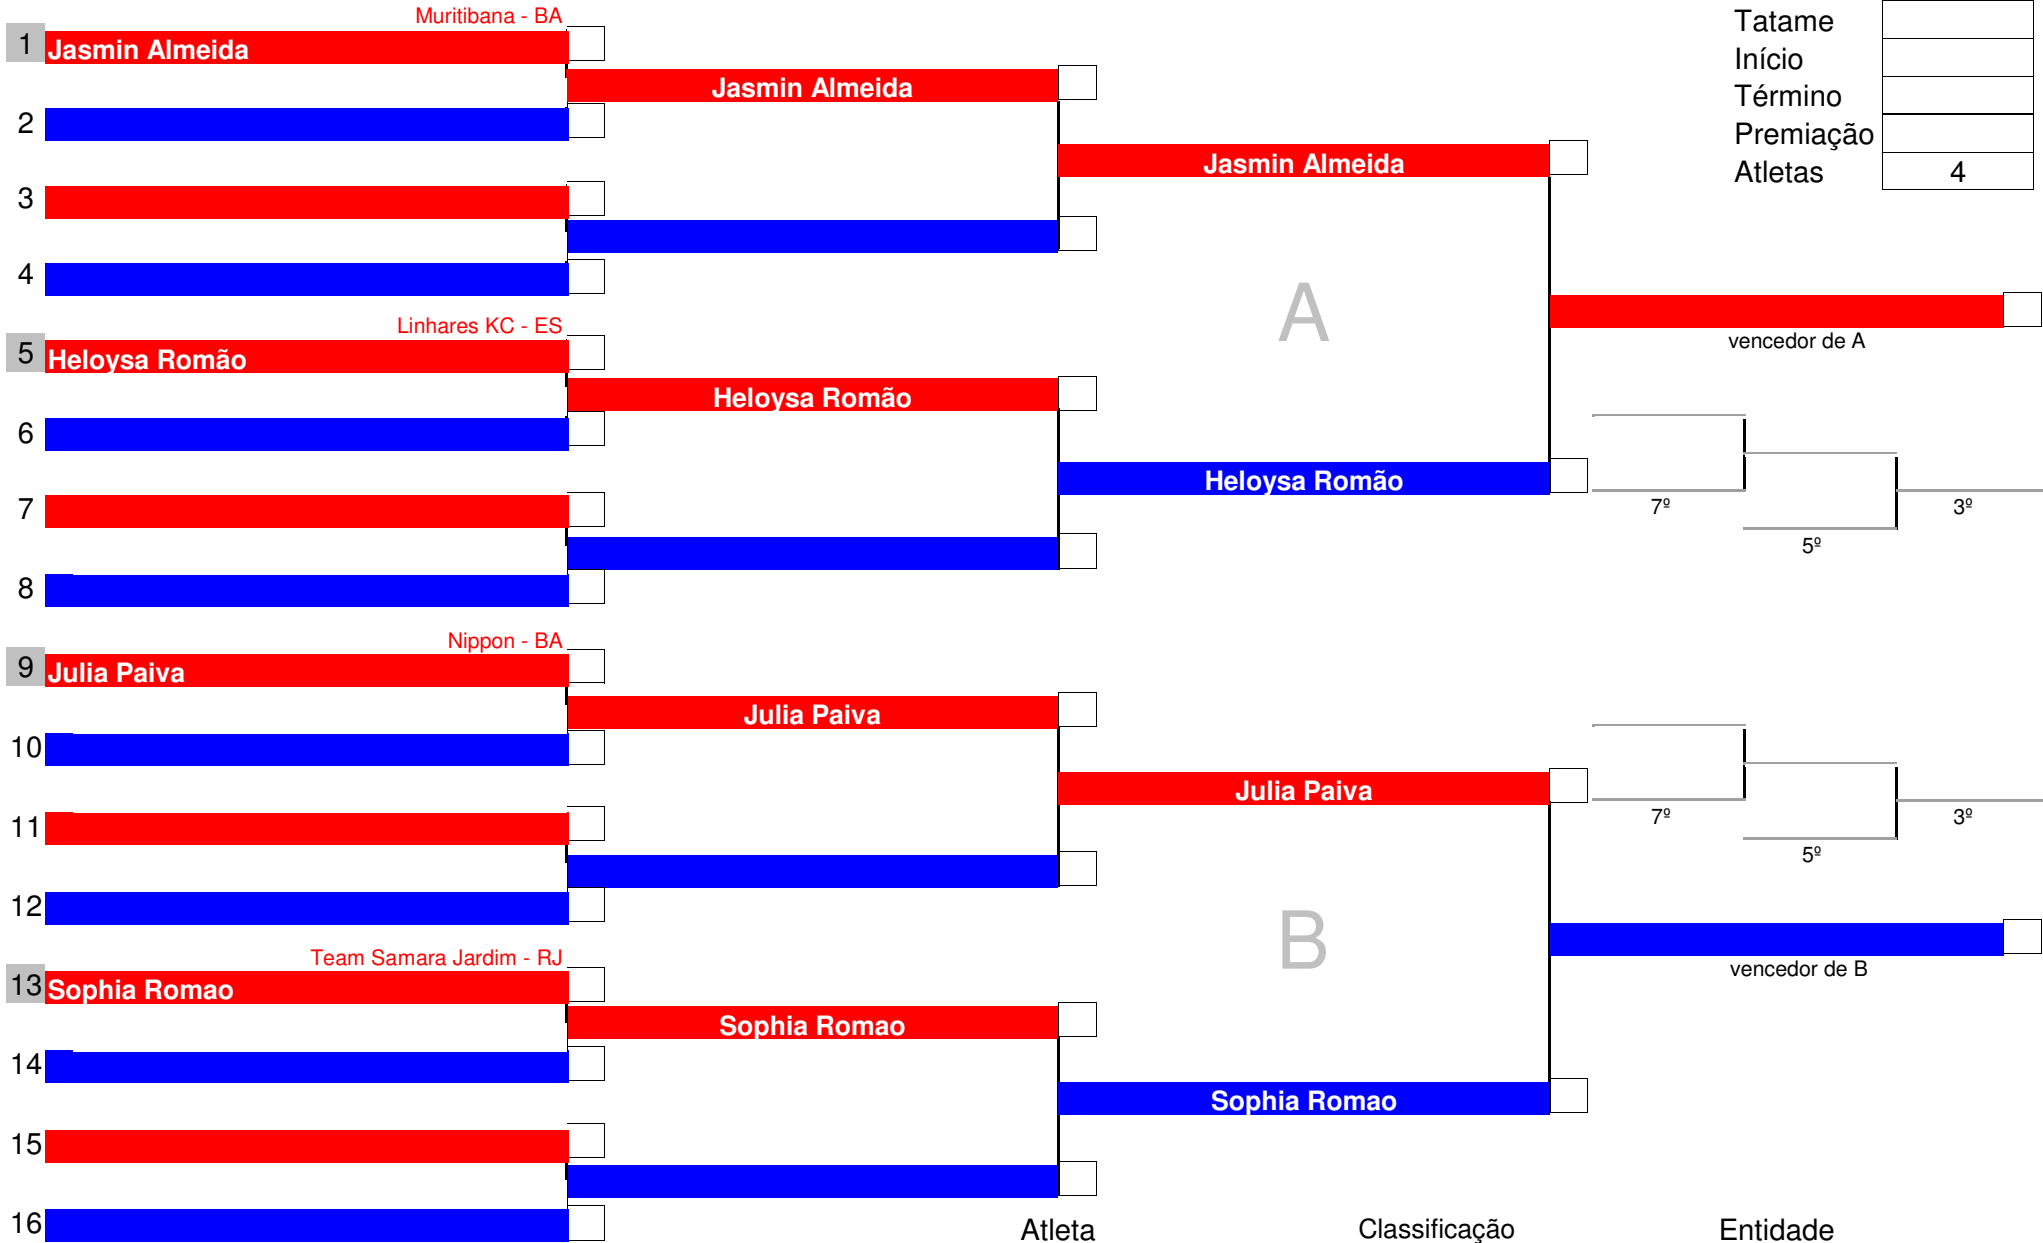 Muritibana - BA
1 Jasmin Almeida
Jasmin Almeida
2
Jasmin Almeida
3
4
Linhares KC - ES
5 Heloysa Romão
Heloysa Romão
6
Heloysa Romão
7
8
A
Tatame
Início
Término
Premiação
Atletas 4
vencedor de A
7º
5º
3º
Nippon - BA
9 Julia Paiva
Julia Paiva
10
Julia Paiva
11
12
Team Samara Jardim - RJ
13 Sophia Romao
Sophia Romao
14
Sophia Romao
15
16
B
7º
5º
3º
vencedor de B
Atleta Classificação Entidade